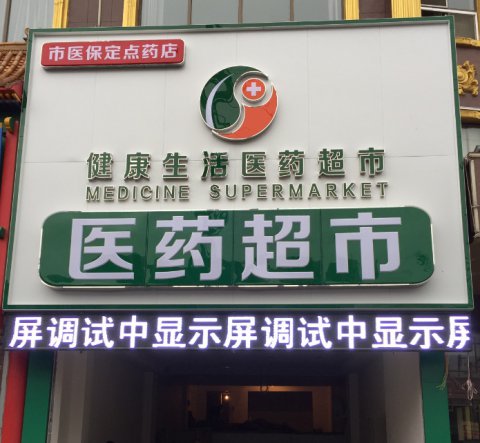 市医保定点药店
健康生活医药超市
MEDICINE SUPERMARKET
医药超市
屏调试中显示屏调试中显示屏